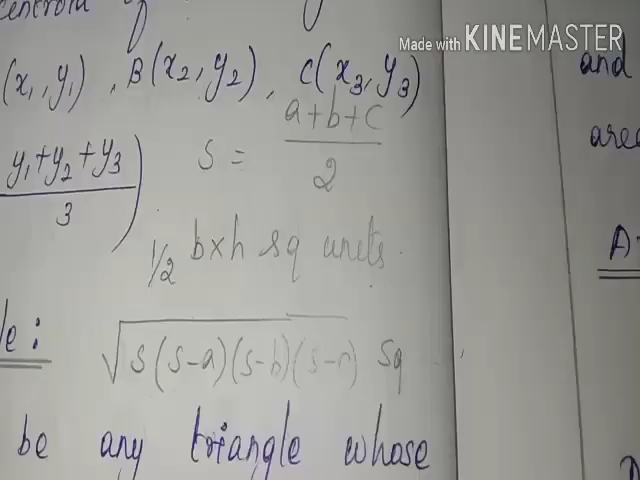 centroid of
Made with KINEMASTER
(x₁, y₁), B(x₂, y₂), C(x₃, y₃)
and
y₁+y₂+y₃
3
)
s = a+b+c
2
area
1/2 b×h sq units.
le:
√s(s-a)(s-b)(s-c) sq
be any triangle whose